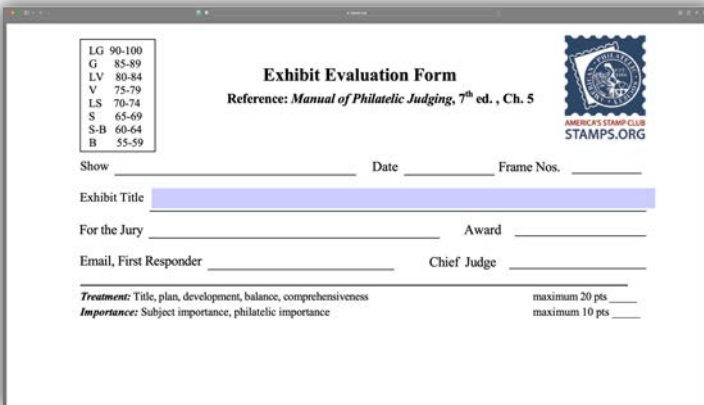 LG 90-100
G 85-89
LV 80-84
V 75-79
LS 70-74
S 65-69
S-B 60-64
B 55-59
Exhibit Evaluation Form
Reference: Manual of Philatelic Judging, 7th ed. , Ch. 5
AMERICAN PHILATELIC SOCIETY
AMERICA'S STAMP CLUB
STAMPS.ORG
Show Date Frame Nos.
Exhibit Title
For the Jury Award
Email, First Responder Chief Judge
Treatment: Title, plan, development, balance, comprehensiveness maximum 20 pts
Importance: Subject importance, philatelic importance maximum 10 pts